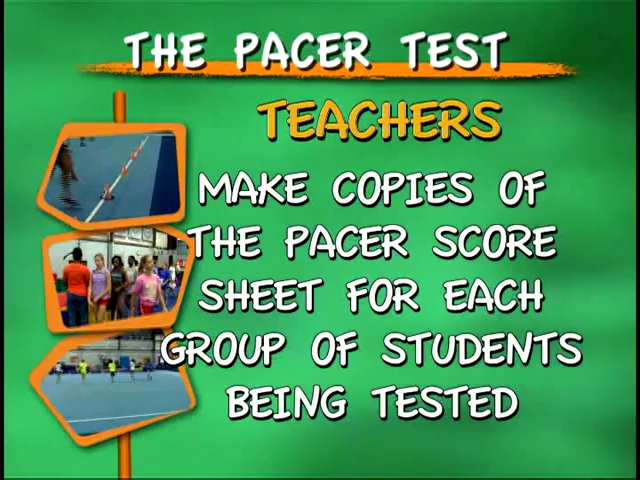 THE PACER TEST
TEACHERS
MAKE COPIES OF
THE PACER SCORE
SHEET FOR EACH
GROUP OF STUDENTS
BEING TESTED